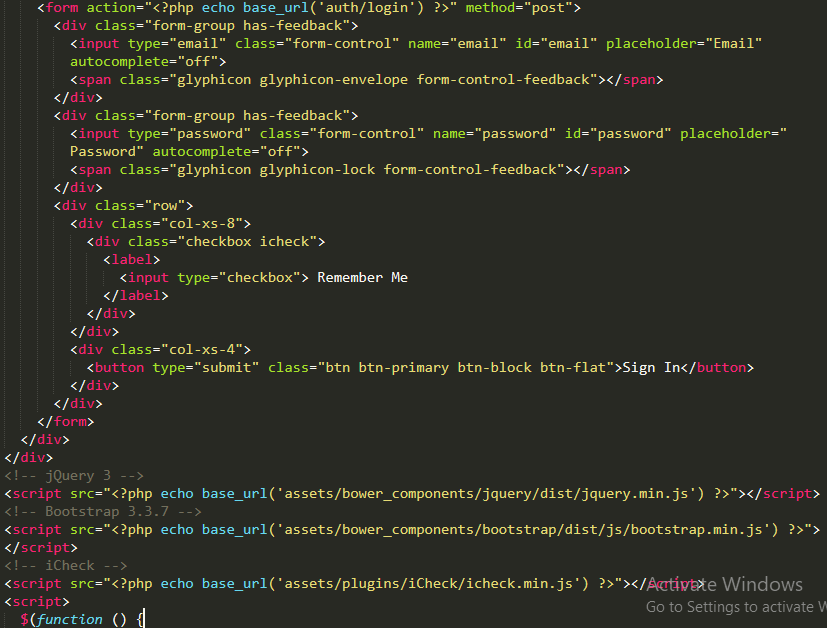 <form action="<?php echo base_url('auth/login') ?>" method="post">
<div class="form-group has-feedback">
<input type="email" class="form-control" name="email" id="email" placeholder="Email"
autocomplete="off">
<span class="glyphicon glyphicon-envelope form-control-feedback"></span>
</div>
<div class="form-group has-feedback">
<input type="password" class="form-control" name="password" id="password" placeholder="
Password" autocomplete="off">
<span class="glyphicon glyphicon-lock form-control-feedback"></span>
</div>
<div class="row">
<div class="col-xs-8">
<div class="checkbox icheck">
<label>
<input type="checkbox"> Remember Me
</label>
</div>
</div>
<div class="col-xs-4">
<button type="submit" class="btn btn-primary btn-block btn-flat">Sign In</button>
</div>
</div>
</form>
</div>
</div>
<!-- jQuery 3 -->
<script src="<?php echo base_url('assets/bower_components/jquery/dist/jquery.min.js') ?>"></script>
<!-- Bootstrap 3.3.7 -->
<script src="<?php echo base_url('assets/bower_components/bootstrap/dist/js/bootstrap.min.js') ?>">
</script>
<!-- iCheck -->
<script src="<?php echo base_url('assets/plugins/iCheck/icheck.min.js') ?>"></script>
Activate Windows
<script>
Go to Settings to activate W
$(function () {